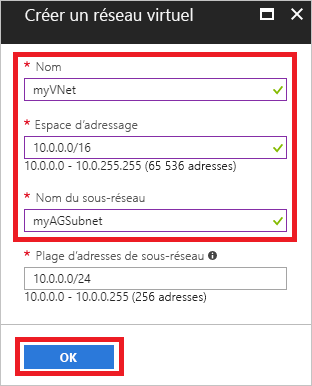 Créer un réseau virtuel
* Nom
myVNet
* Espace d'adressage
10.0.0.0/16
10.0.0.0 - 10.0.255.255 (65 536 adresses)
* Nom du sous-réseau
myAGSubnet
* Plage d'adresses de sous-réseau
10.0.0.0/24
10.0.0.0 - 10.0.0.255 (256 adresses)
OK